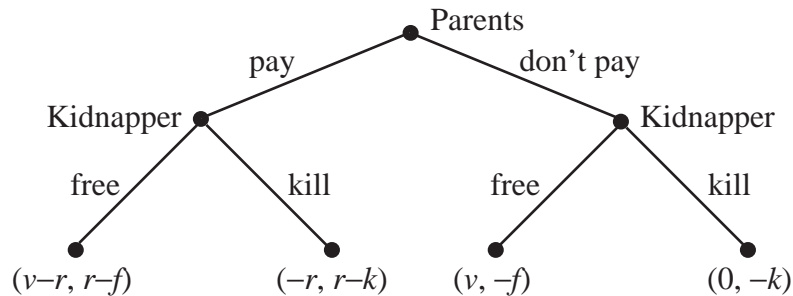 Parents
pay
don't pay
Kidnapper
Kidnapper
free
kill
free
kill
(v–r, r–f)
(–r, r–k)
(v, –f)
(0, –k)